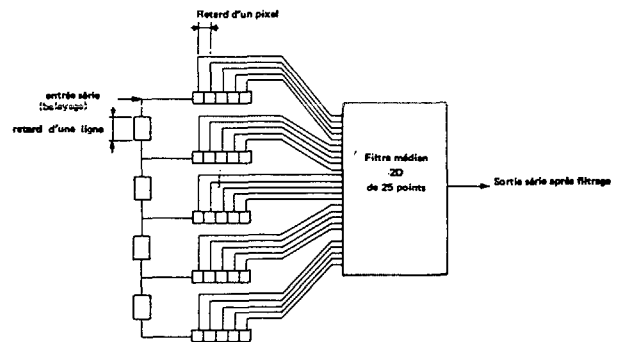 Retard d'un pixel
entrée série
(balayage)
retard d'une ligne
Filtre médian
2D
de 25 points
Sortie série après filtrage